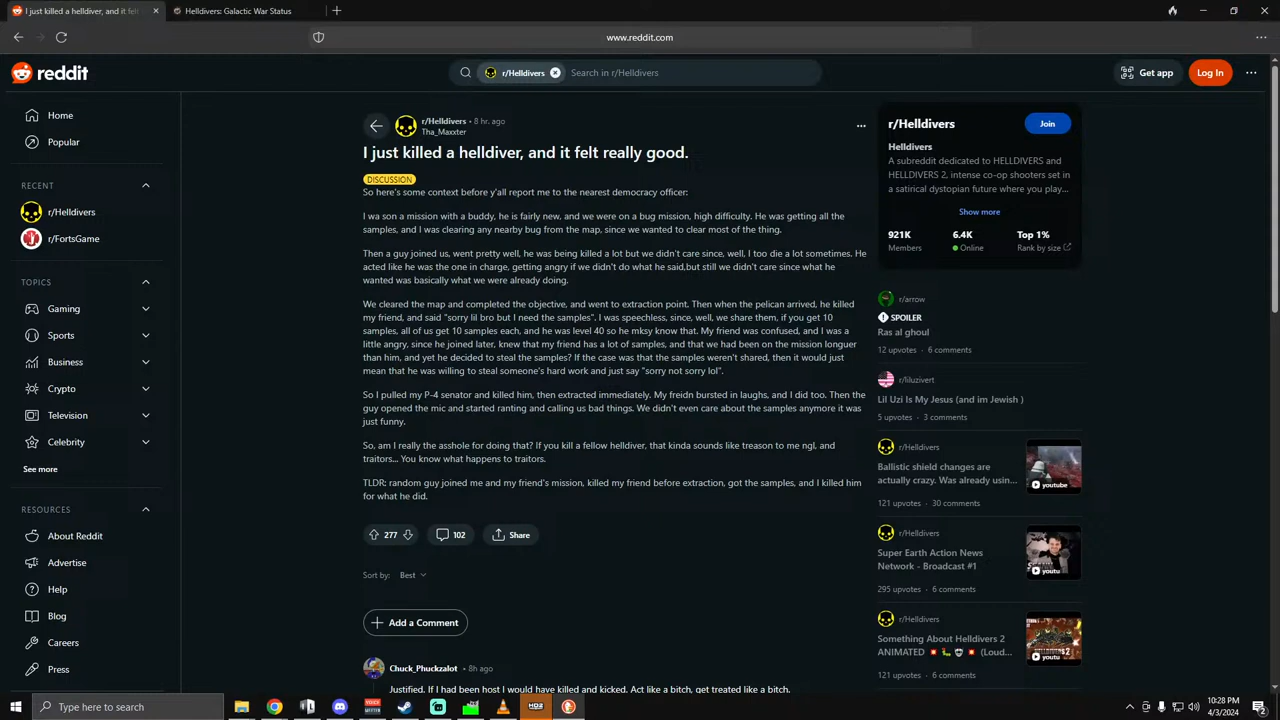 I just killed a helldiver, and it felt
Helldivers: Galactic War Status
www.reddit.com
reddit
r/Helldivers
Search in r/Helldivers
Get app
Log In
Home
Popular
RECENT
r/Helldivers
r/FortsGame
TOPICS
Gaming
Sports
Business
Crypto
Television
Celebrity
See more
RESOURCES
About Reddit
Advertise
Help
Blog
Careers
Press
r/Helldivers • 8 hr. ago
Tha_Maxxter
I just killed a helldiver, and it felt really good.
DISCUSSION
So here's some context before y'all report me to the nearest democracy officer:
I wa son a mission with a buddy, he is fairly new, and we were on a bug mission, high difficulty. He was getting all the
samples, and I was clearing any nearby bug from the map, since we wanted to clear most of the thing.
Then a guy joined us, went pretty well, he was being killed a lot but we didn't care since, well, I too die a lot sometimes. He
acted like he was the one in charge, getting angry if we didn't do what he said,but still we didn't care since what he
wanted was basically what we were already doing.
We cleared the map and completed the objective, and went to extraction point. Then when the pelican arrived, he killed
my friend, and said "sorry lil bro but I need the samples". I was speechless, since, well, we share them, if you get 10
samples, all of us get 10 samples each, and he was level 40 so he mksy know that. My friend was confused, and I was a
little angry, since he joined later, knew that my friend has a lot of samples, and that we had been on the mission longuer
than him, and yet he decided to steal the samples? If the case was that the samples weren't shared, then it would just
mean that he was willing to steal someone's hard work and just say "sorry not sorry lol".
So I pulled my P-4 senator and killed him, then extracted immediately. My freidn bursted in laughs, and I did too. Then the
guy opened the mic and started ranting and calling us bad things. We didn't even care about the samples anymore it was
just funny.
So, am I really the asshole for doing that? If you kill a fellow helldiver, that kinda sounds like treason to me ngl, and
traitors... You know what happens to traitors.
TLDR: random guy joined me and my friend's mission, killed my friend before extraction, got the samples, and I killed him
for what he did.
277
102
Share
Sort by: Best
Add a Comment
Chuck_Phuckzalot • 8h ago
Justified. If I had been host I would have killed and kicked. Act like a bitch, get treated like a bitch.
r/Helldivers
Join
Helldivers
A subreddit dedicated to HELLDIVERS and
HELLDIVERS 2, intense co-op shooters set in
a satirical dystopian future where you play...
Show more
921K 6.4K Top 1%
Members Online Rank by size
r/arrow
SPOILER
Ras al ghoul
12 upvotes • 6 comments
r/liluzivert
Lil Uzi Is My Jesus (and im Jewish )
5 upvotes • 3 comments
r/Helldivers
Ballistic shield changes are
actually crazy. Was already usin...
youtube
121 upvotes • 30 comments
r/Helldivers
Super Earth Action News
Network - Broadcast #1
youtu
295 upvotes • 6 comments
r/Helldivers
Something About Helldivers 2
ANIMATED (Loud...
youtu
121 upvotes • 6 comments
Type here to search
10:28 PM
4/3/2024